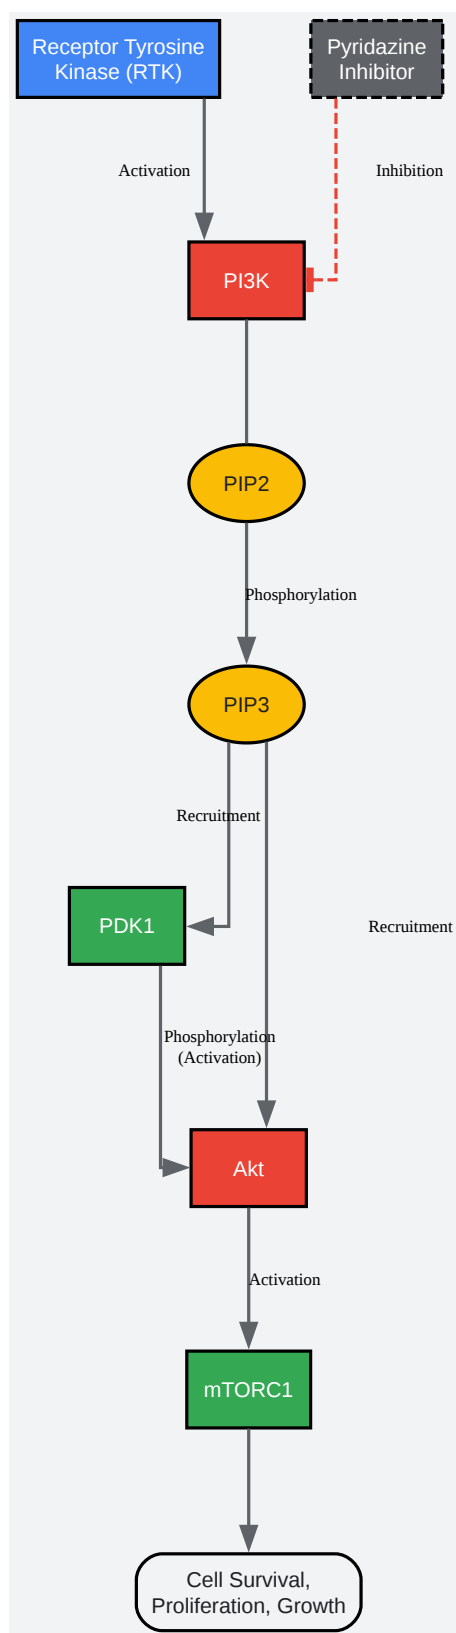 Receptor Tyrosine
Kinase (RTK)
Pyridazine
Inhibitor
Activation
Inhibition
PI3K
PIP2
Phosphorylation
PIP3
Recruitment
PDK1
Recruitment
Phosphorylation
(Activation)
Akt
Activation
mTORC1
Cell Survival,
Proliferation, Growth